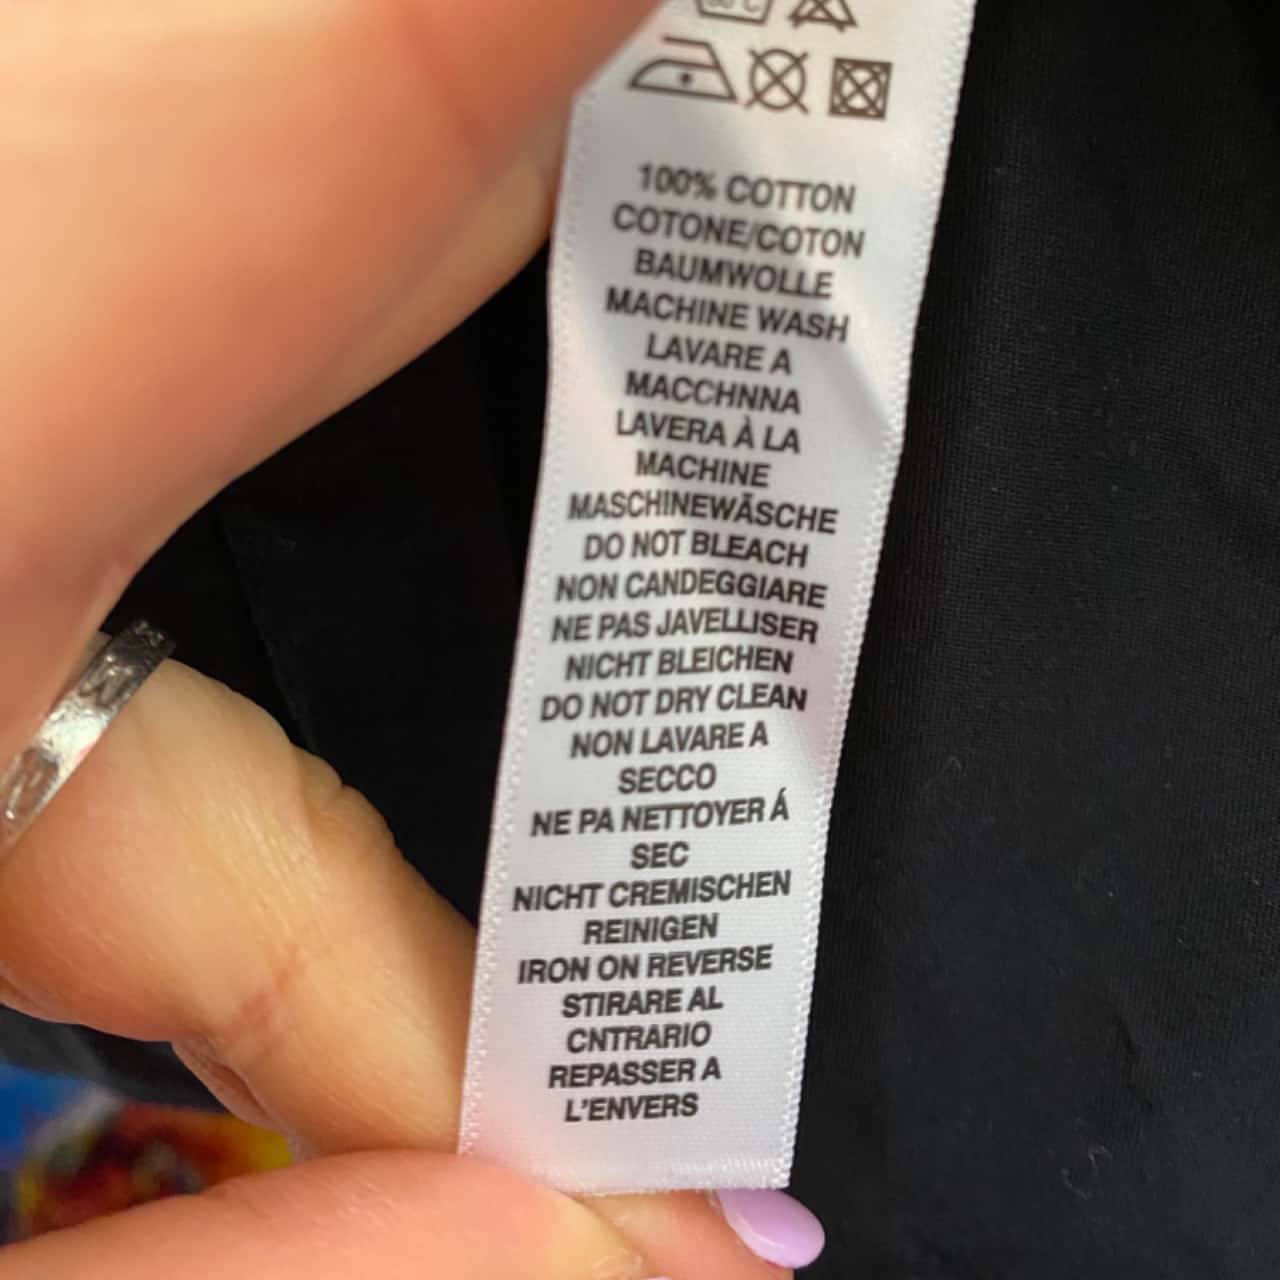 100% COTTON
COTONE/COTON
BAUMWOLLE
MACHINE WASH
LAVARE A
MACCHNNA
LAVERA À LA
MACHINE
MASCHINEWÃSCHE
DO NOT BLEACH
NON CANDEGGIARE
NE PAS JAVELLISER
NICHT BLEICHEN
DO NOT DRY CLEAN
NON LAVARE A
SECCO
NE PA NETTOYER Á
SEC
NICHT CREMISCHEN
REINIGEN
IRON ON REVERSE
STIRARE AL
CNTRARIO
REPASSER A
L'ENVERS